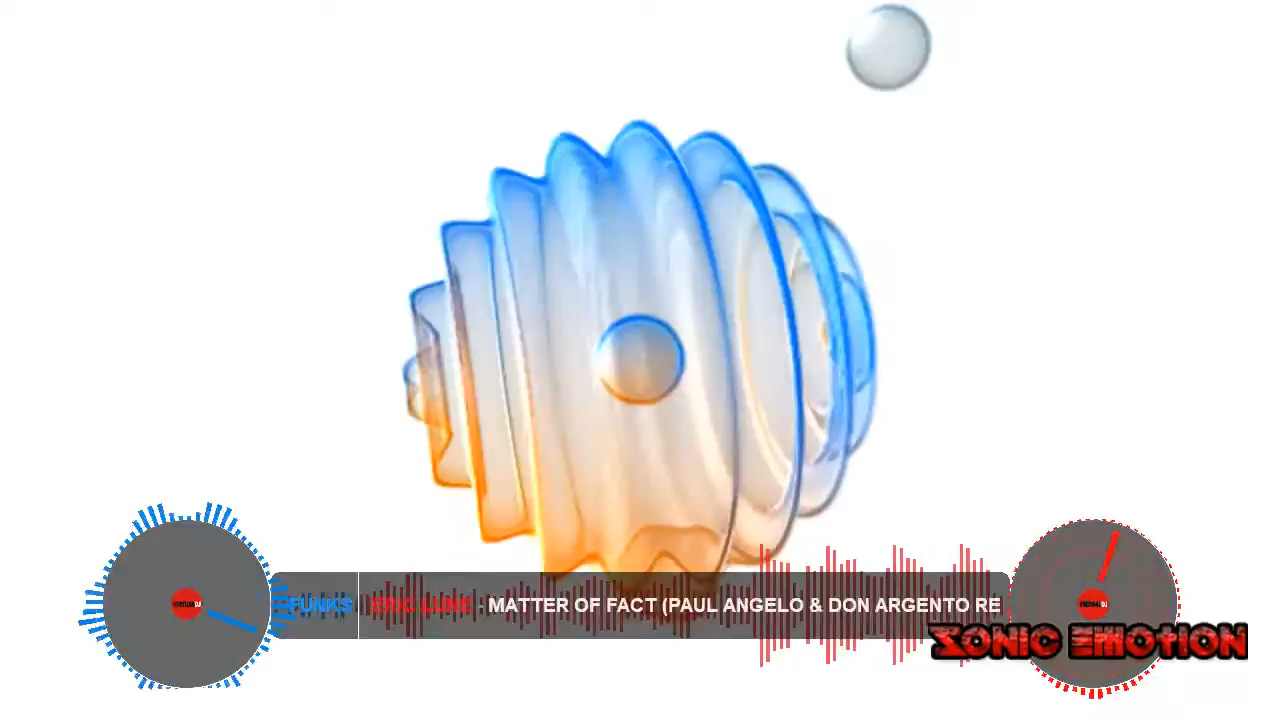 FUNKS ERIC LUNE - MATTER OF FACT (PAUL ANGELO & DON ARGENTO RE
SONIC EMOTION